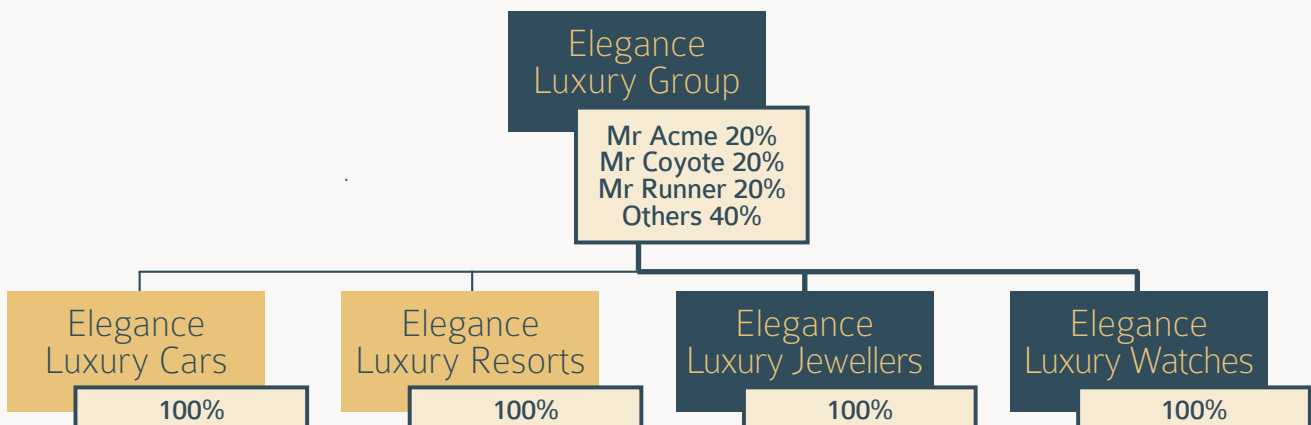 Elegance
Luxury Group
Mr Acme 20%
Mr Coyote 20%
Mr Runner 20%
Others 40%
Elegance
Luxury Cars
100%
Elegance
Luxury Resorts
100%
Elegance
Luxury Jewellers
100%
Elegance
Luxury Watches
100%